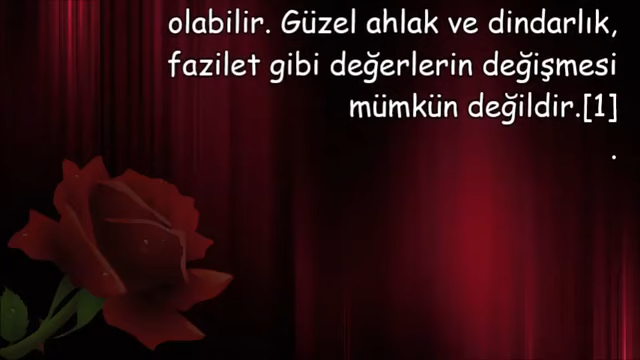 olabilir. Güzel ahlak ve dindarlık,
fazilet gibi değerlerin değişmesi
mümkün değildir.[1]
.